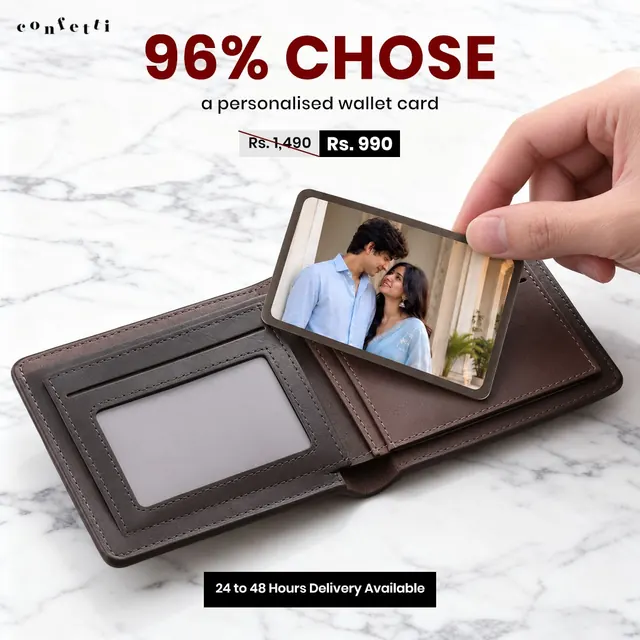 confetti
96% CHOSE
a personalised wallet card
Rs. 1,490 Rs. 990
24 to 48 Hours Delivery Available